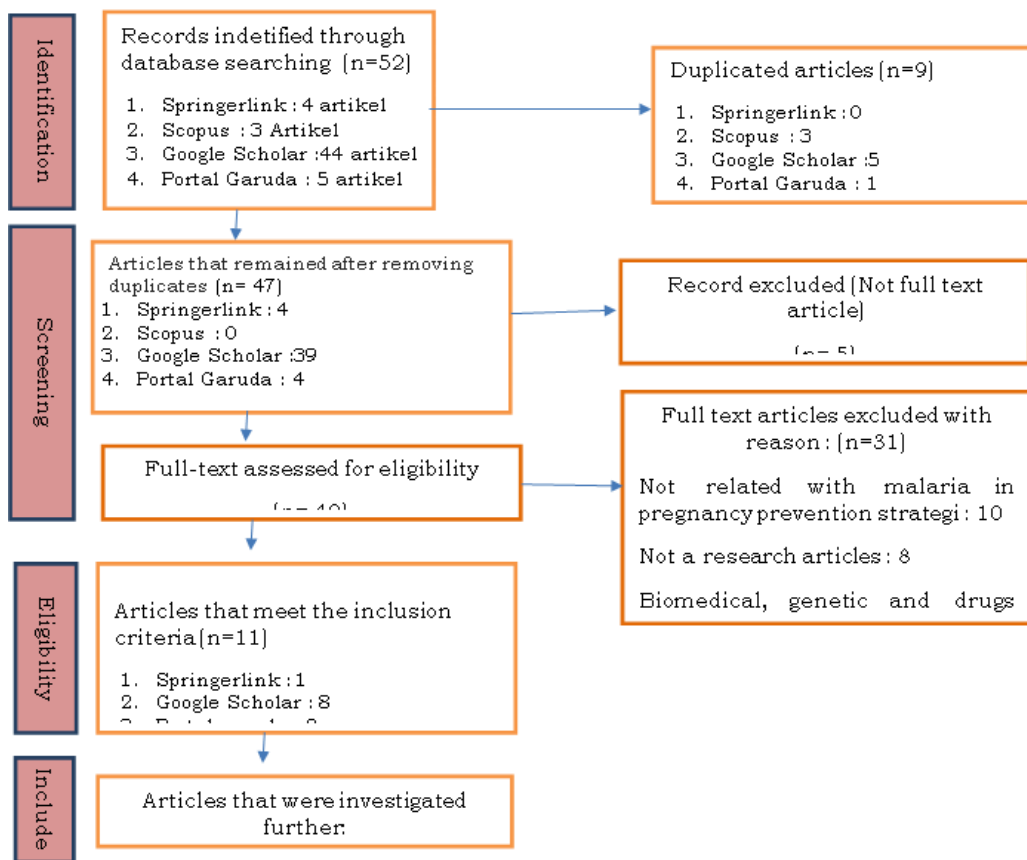 Identification
Records indetified through
database searching (n=52)
1. Springerlink : 4 artikel
2. Scopus : 3 Artikel
3. Google Scholar :44 artikel
4. Portal Garuda : 5 artikel
Duplicated articles (n=9)
1. Springerlink : 0
2. Scopus : 3
3. Google Scholar :5
4. Portal Garuda : 1
Screening
Articles that remained after removing
duplicates (n= 47)
1. Springerlink : 4
2. Scopus : 0
3. Google Scholar :39
4. Portal Garuda : 4
Record excluded (Not full text
article)
(n= 5)
Full-text assessed for eligibility
Full text articles excluded with
reason : (n=31)
Not related with malaria in
pregnancy prevention strategi : 10
Not a research articles : 8
Biomedical, genetic and drugs
Eligibility
Articles that meet the inclusion
criteria(n=11)
1. Springerlink : 1
2. Google Scholar : 8
Include
Articles that were investigated
further: